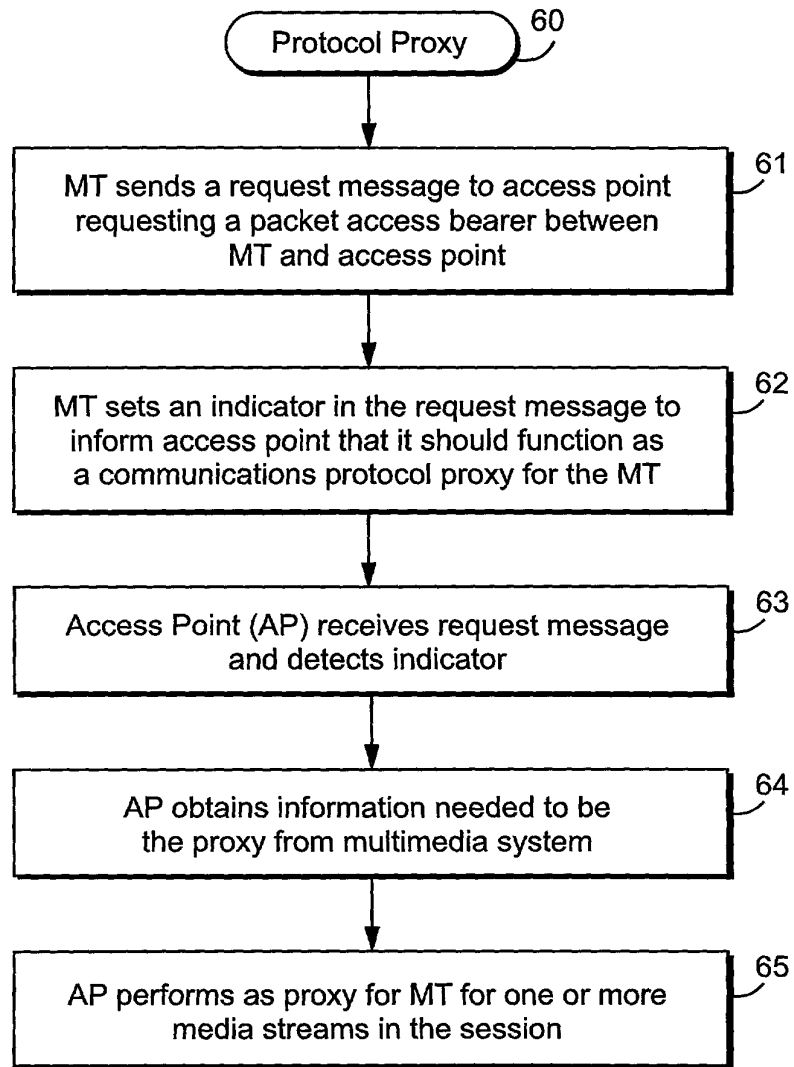 Protocol Proxy
60
MT sends a request message to access point
requesting a packet access bearer between
MT and access point
61
MT sets an indicator in the request message to
inform access point that it should function as
a communications protocol proxy for the MT
62
Access Point (AP) receives request message
and detects indicator
63
AP obtains information needed to be
the proxy from multimedia system
64
AP performs as proxy for MT for one or more
media streams in the session
65